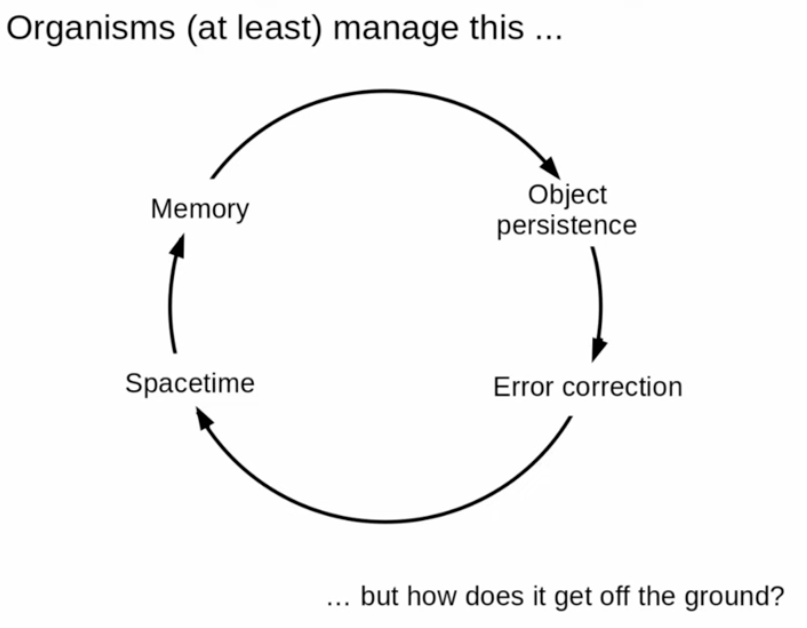 Organisms (at least) manage this ...
Memory
Object
persistence
Spacetime
Error correction
... but how does it get off the ground?